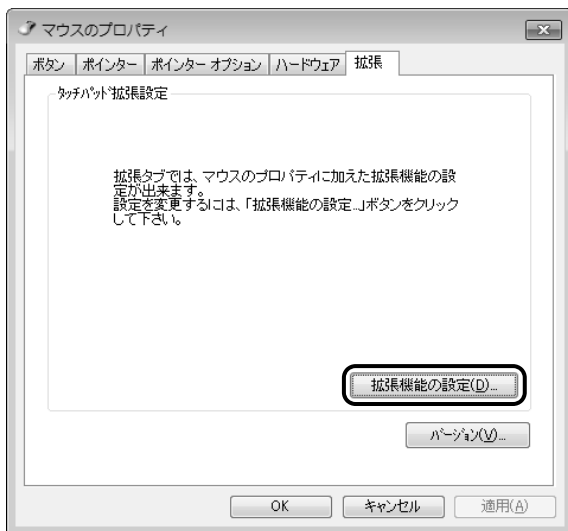 マウスのプロパティ
ボタン ポインター ポインター オプション ハードウェア 拡張
タッチパッド拡張設定
拡張タブでは、マウスのプロパティに加えた拡張機能の設
定が出来ます。
設定を変更するには、「拡張機能の設定...」ボタンをクリック
して下さい。
拡張機能の設定(D)...
バージョン(V)...
OK キャンセル 適用(A)